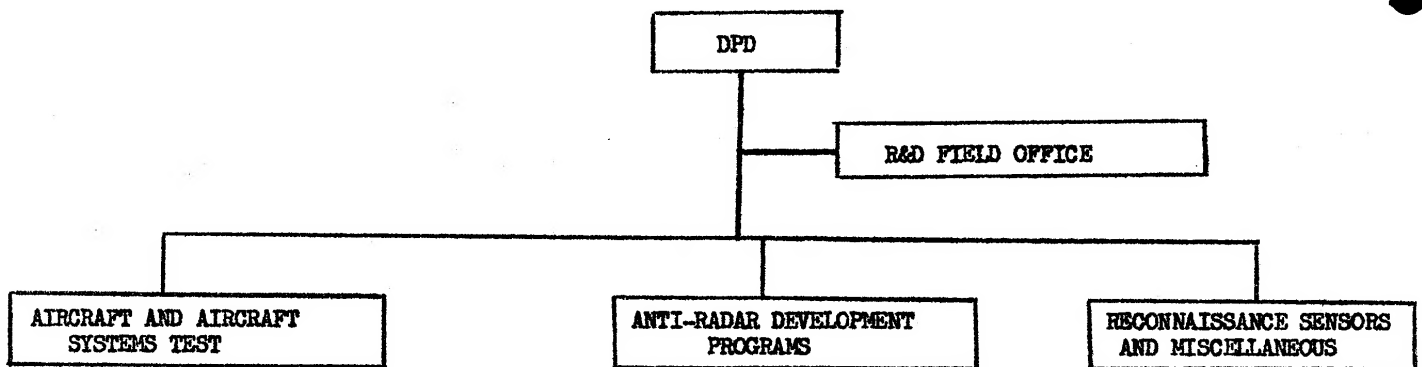 DPD
R&D FIELD OFFICE
AIRCRAFT AND AIRCRAFT
SYSTEMS TEST
ANTI-RADAR DEVELOPMENT
PROGRAMS
RECONNAISSANCE SENSORS
AND MISCELLANEOUS